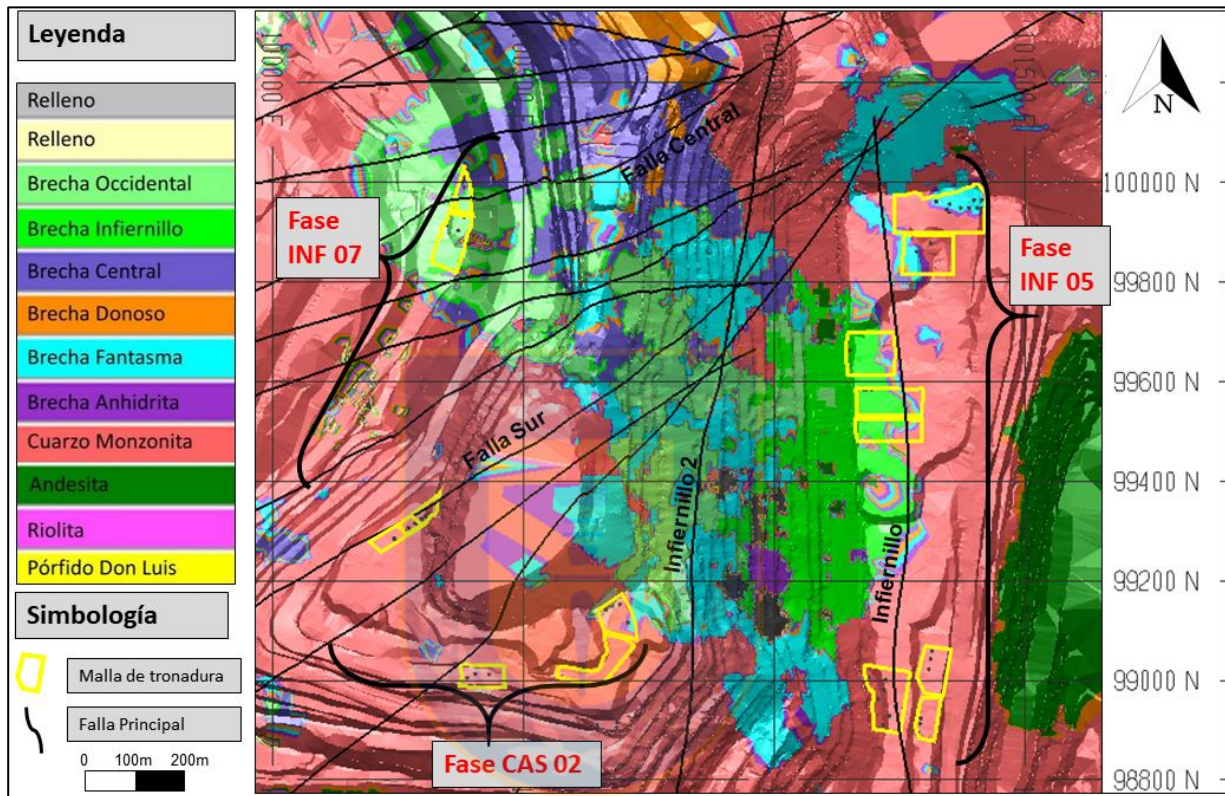 Leyenda
Relleno
Relleno
Brecha Occidental
Brecha Infiernillo
Brecha Central
Brecha Donoso
Brecha Fantasma
Brecha Anhidrita
Cuarzo Monzonita
Andesita
Riolita
Pórfido Don Luis
Simbología
Malla de tronadura
Falla Principal
0 100m 200m
N
Falla Central
Fase
INF 07
Fase
INF 05
Falla Sur
Infiernillo 2
Infiernillo
Fase CAS 02
100000 N
99800 N
99600 N
99400 N
99200 N
99000 N
98800 N